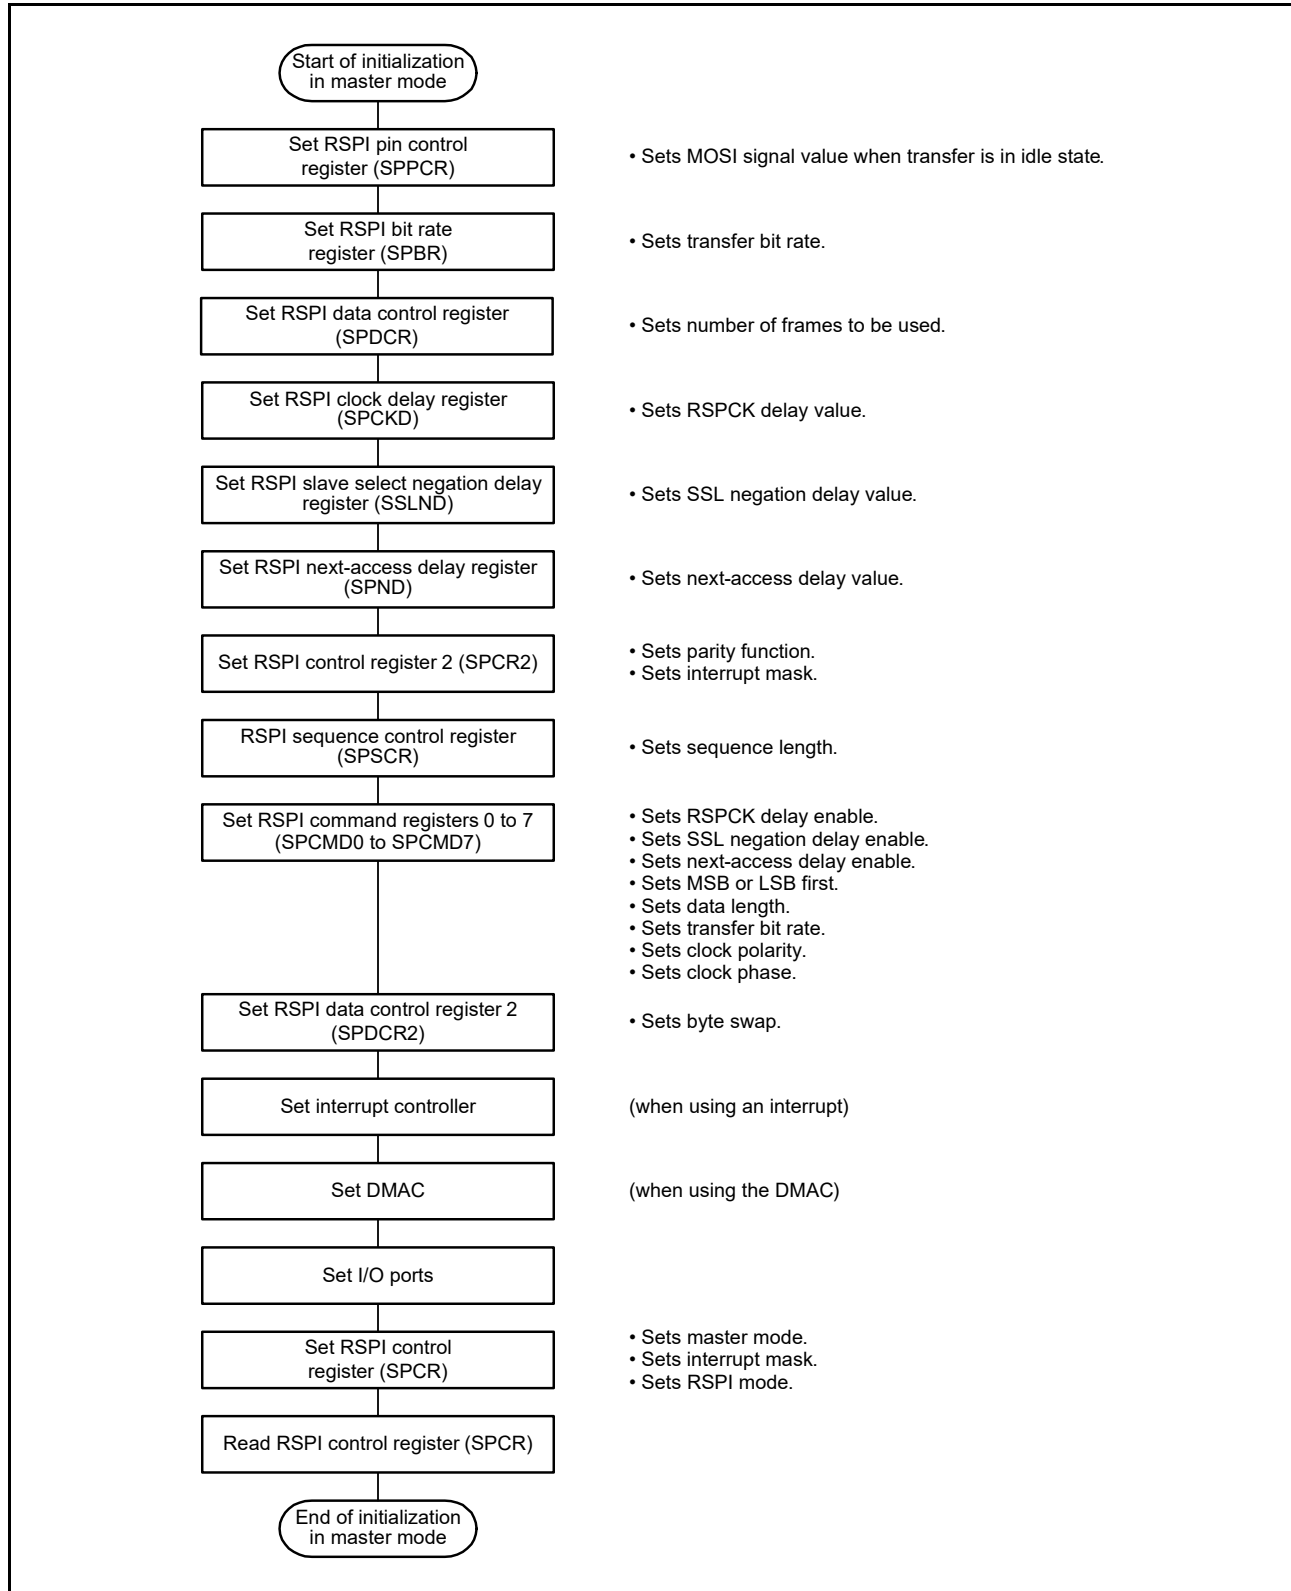 Start of initialization
in master mode
Set RSPI pin control
register (SPPCR)
• Sets MOSI signal value when transfer is in idle state.
Set RSPI bit rate
register (SPBR)
• Sets transfer bit rate.
Set RSPI data control register
(SPDCR)
• Sets number of frames to be used.
Set RSPI clock delay register
(SPCKD)
• Sets RSPCK delay value.
Set RSPI slave select negation delay
register (SSLND)
• Sets SSL negation delay value.
Set RSPI next-access delay register
(SPND)
• Sets next-access delay value.
Set RSPI control register 2 (SPCR2)
• Sets parity function.
• Sets interrupt mask.
RSPI sequence control register
(SPSCR)
• Sets sequence length.
Set RSPI command registers 0 to 7
(SPCMD0 to SPCMD7)
• Sets RSPCK delay enable.
• Sets SSL negation delay enable.
• Sets next-access delay enable.
• Sets MSB or LSB first.
• Sets data length.
• Sets transfer bit rate.
• Sets clock polarity.
• Sets clock phase.
Set RSPI data control register 2
(SPDCR2)
• Sets byte swap.
Set interrupt controller
(when using an interrupt)
Set DMAC
(when using the DMAC)
Set I/O ports
Set RSPI control
register (SPCR)
• Sets master mode.
• Sets interrupt mask.
• Sets RSPI mode.
Read RSPI control register (SPCR)
End of initialization
in master mode